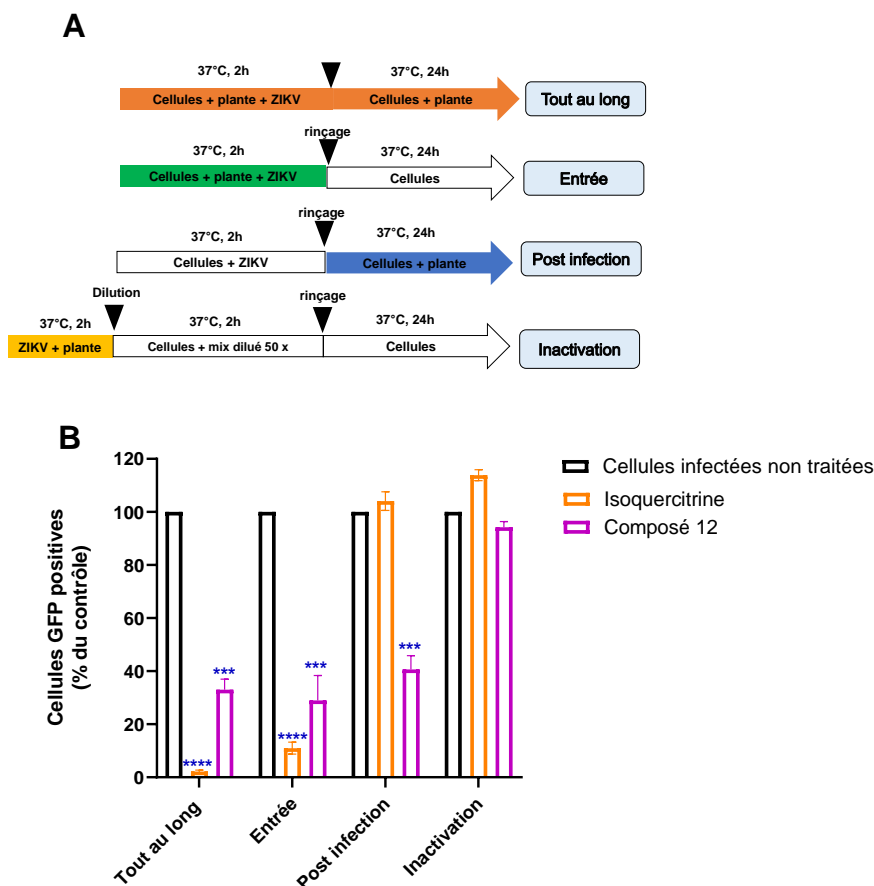 A
37°C, 2h
37°C, 24h
Cellules + plante + ZIKV
Cellules + plante
Tout au long
rinçage
37°C, 2h
37°C, 24h
Cellules + plante + ZIKV
Cellules
Entrée
rinçage
37°C, 2h
37°C, 24h
Cellules + ZIKV
Cellules + plante
Post infection
Dilution
rinçage
37°C, 2h
37°C, 2h
37°C, 24h
ZIKV + plante
Cellules + mix dilué 50 x
Cellules
Inactivation
B
Cellules GFP positives
(% du contrôle)
120
100
80
60
40
20
0
****
***
****
***
***
Tout au long
Entrée
Post infection
Inactivation
Cellules infectées non traitées
Isoquercitrine
Composé 12